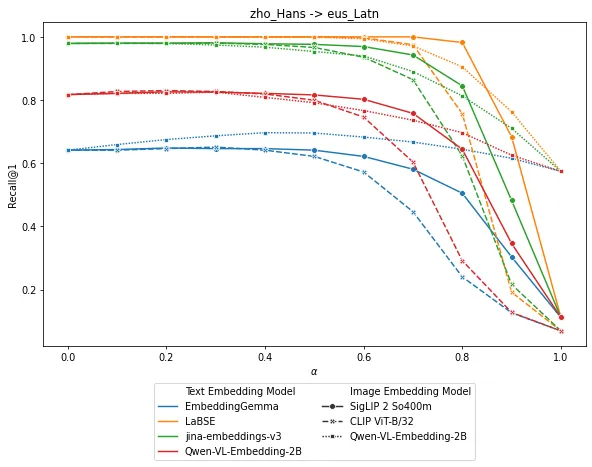 zho_Hans -> eus_Latn
Recall@1
1.0
0.8
0.6
0.4
0.2
0.0 0.2 0.4 0.6 0.8 1.0
α
Text Embedding Model Image Embedding Model
EmbeddingGemma SigLIP 2 So400m
LaBSE CLIP ViT-B/32
jina-embeddings-v3 Qwen-VL-Embedding-2B
Qwen-VL-Embedding-2B